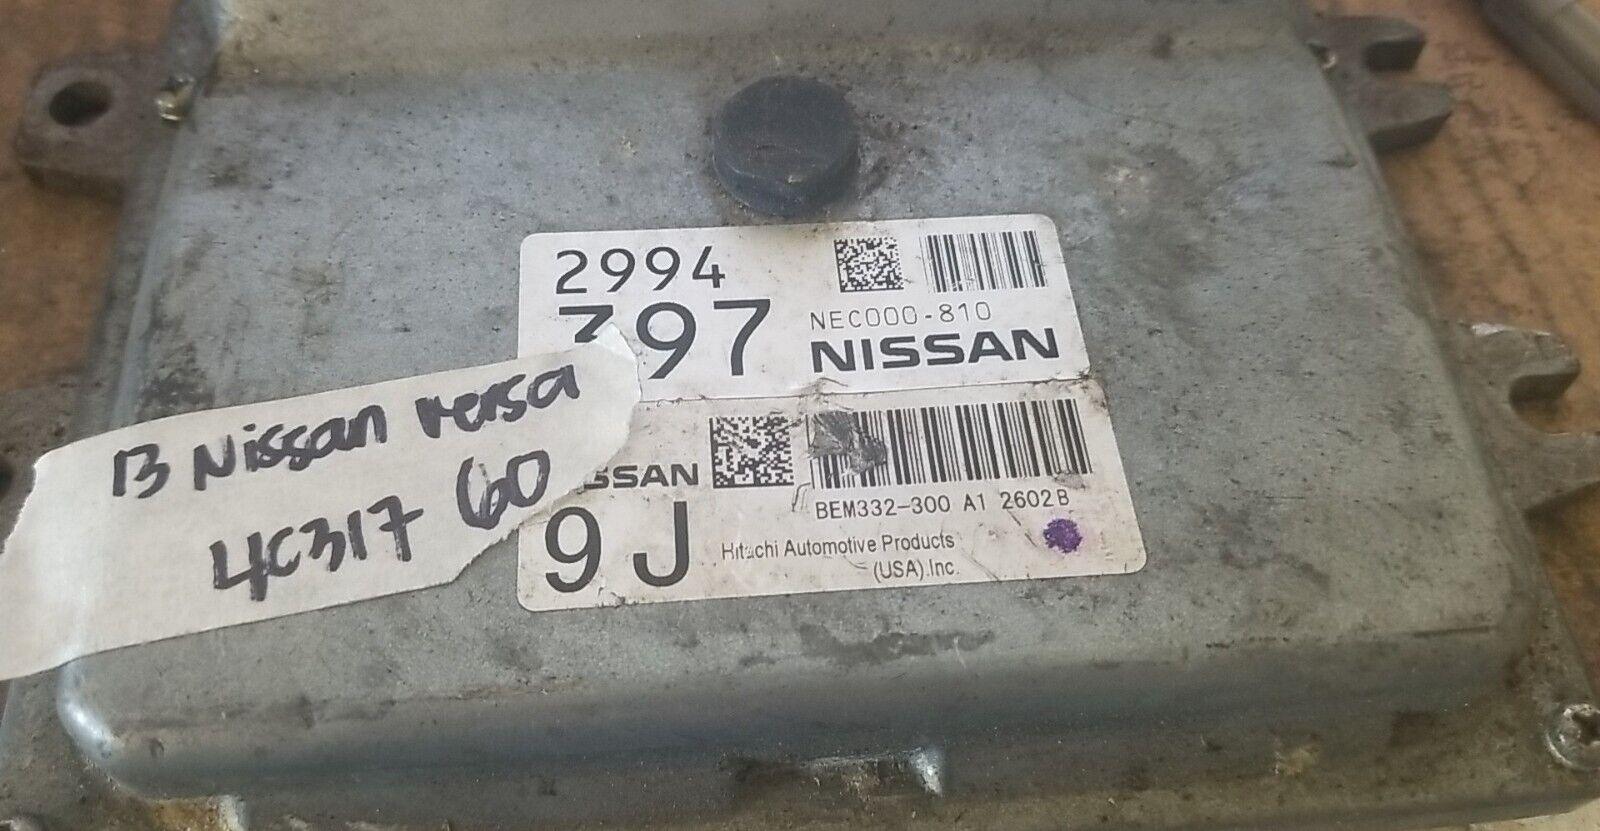 2994
397
NEC000-810
NISSAN
13 Nissan versa
4C317 60
SSAN
BEM332-300 A1 2602B
9J
Hitachi Automotive Products
(USA).Inc.